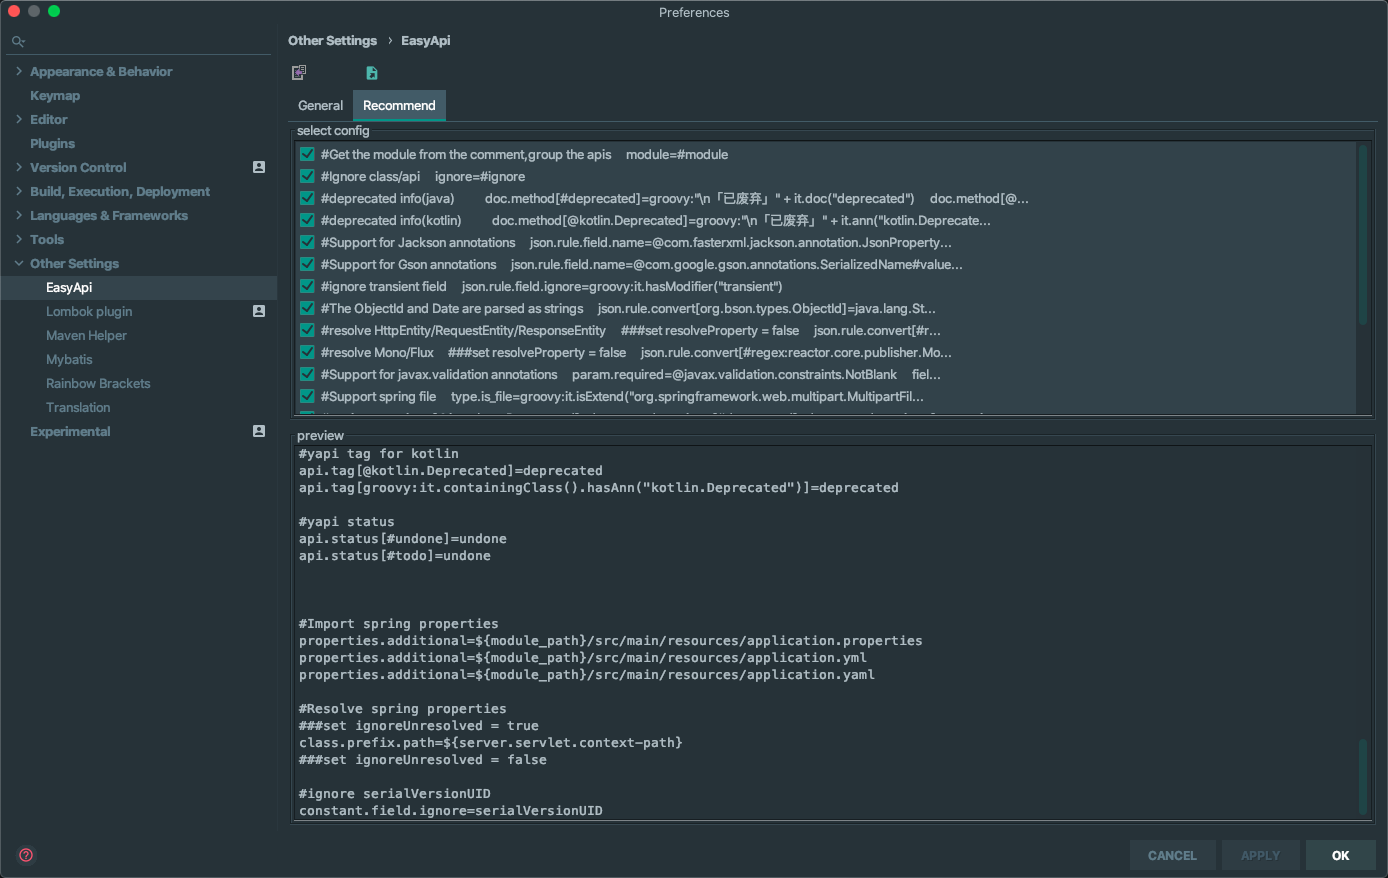 Preferences
Other Settings › EasyApi
Appearance & Behavior
Keymap
Editor
Plugins
Version Control
Build, Execution, Deployment
Languages & Frameworks
Tools
Other Settings
EasyApi
Lombok plugin
Maven Helper
Mybatis
Rainbow Brackets
Translation
Experimental
General Recommend
select config
#Get the module from the comment,group the apis module=#module
#Ignore class/api ignore=#ignore
#deprecated info(java) doc.method[#deprecated]=groovy:"\n「已废弃」" + it.doc("deprecated") doc.method[@...
#deprecated info(kotlin) doc.method[@kotlin.Deprecated]=groovy:"\n「已废弃」" + it.ann("kotlin.Deprecate...
#Support for Jackson annotations json.rule.field.name=@com.fasterxml.jackson.annotation.JsonProperty...
#Support for Gson annotations json.rule.field.name=@com.google.gson.annotations.SerializedName#value...
#ignore transient field json.rule.field.ignore=groovy:it.hasModifier("transient")
#The ObjectId and Date are parsed as strings json.rule.convert[org.bson.types.ObjectId]=java.lang.St...
#resolve HttpEntity/RequestEntity/ResponseEntity ###set resolveProperty = false json.rule.convert[#r...
#resolve Mono/Flux ###set resolveProperty = false json.rule.convert[#regex:reactor.core.publisher.Mo...
#Support for javax.validation annotations param.required=@javax.validation.constraints.NotBlank fiel...
#Support spring file type.is_file=groovy:it.isExtend("org.springframework.web.multipart.MultipartFil...
preview
#yapi tag for kotlin
api.tag[@kotlin.Deprecated]=deprecated
api.tag[groovy:it.containingClass().hasAnn("kotlin.Deprecated")]=deprecated
#yapi status
api.status[#undone]=undone
api.status[#todo]=undone
#Import spring properties
properties.additional=${module_path}/src/main/resources/application.properties
properties.additional=${module_path}/src/main/resources/application.yml
properties.additional=${module_path}/src/main/resources/application.yaml
#Resolve spring properties
###set ignoreUnresolved = true
class.prefix.path=${server.servlet.context-path}
###set ignoreUnresolved = false
#ignore serialVersionUID
constant.field.ignore=serialVersionUID
CANCEL APPLY OK